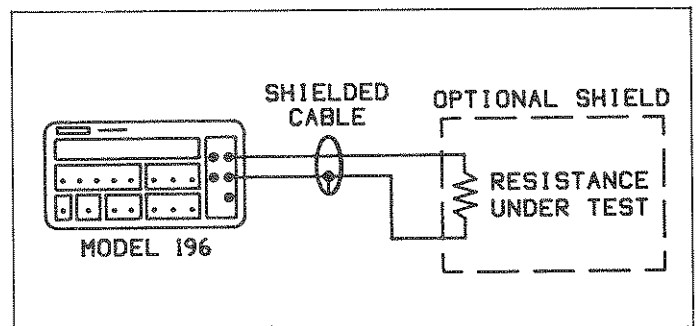 SHIELDED
CABLE
OPTIONAL SHIELD
RESISTANCE
UNDER TEST
MODEL 196